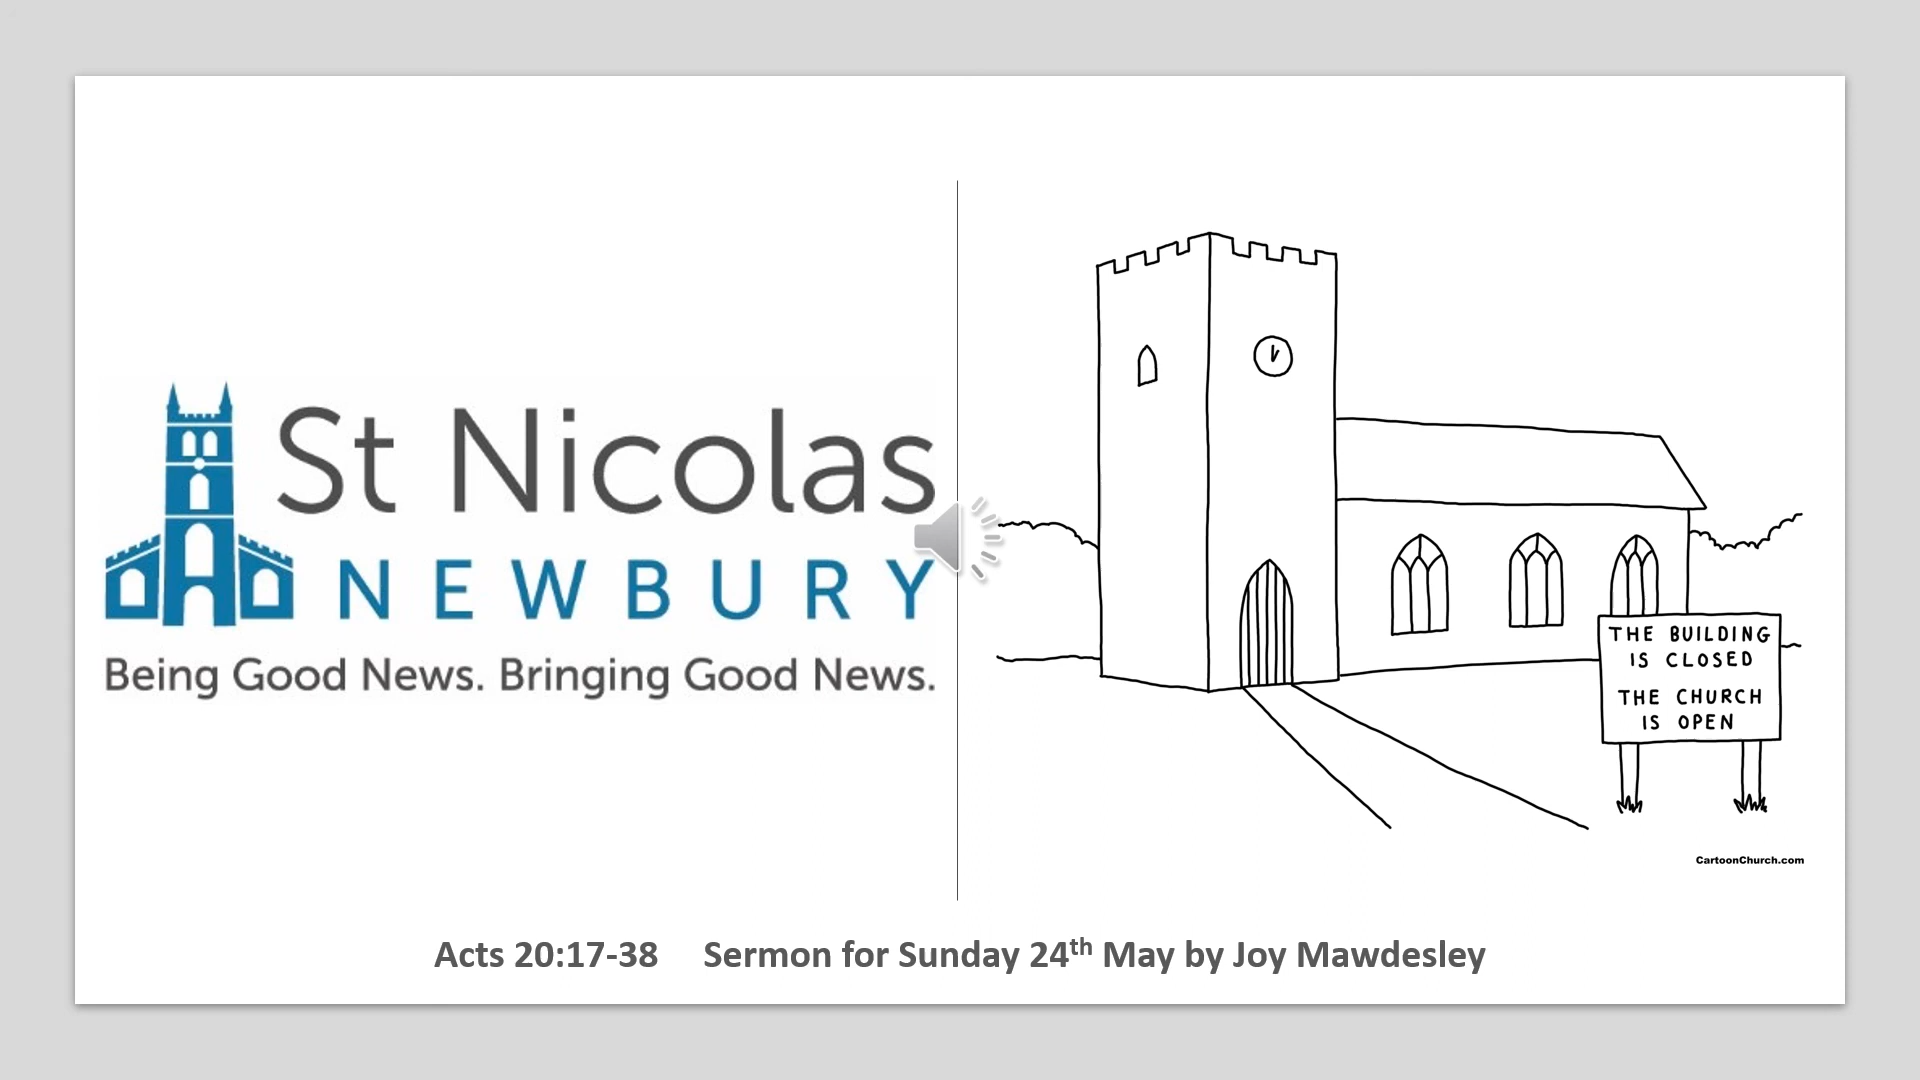 St Nicolas
NEWBURY
Being Good News. Bringing Good News.
THE BUILDING
IS CLOSED
THE CHURCH
IS OPEN
CartoonChurch.com
Acts 20:17-38 Sermon for Sunday 24th May by Joy Mawdesley